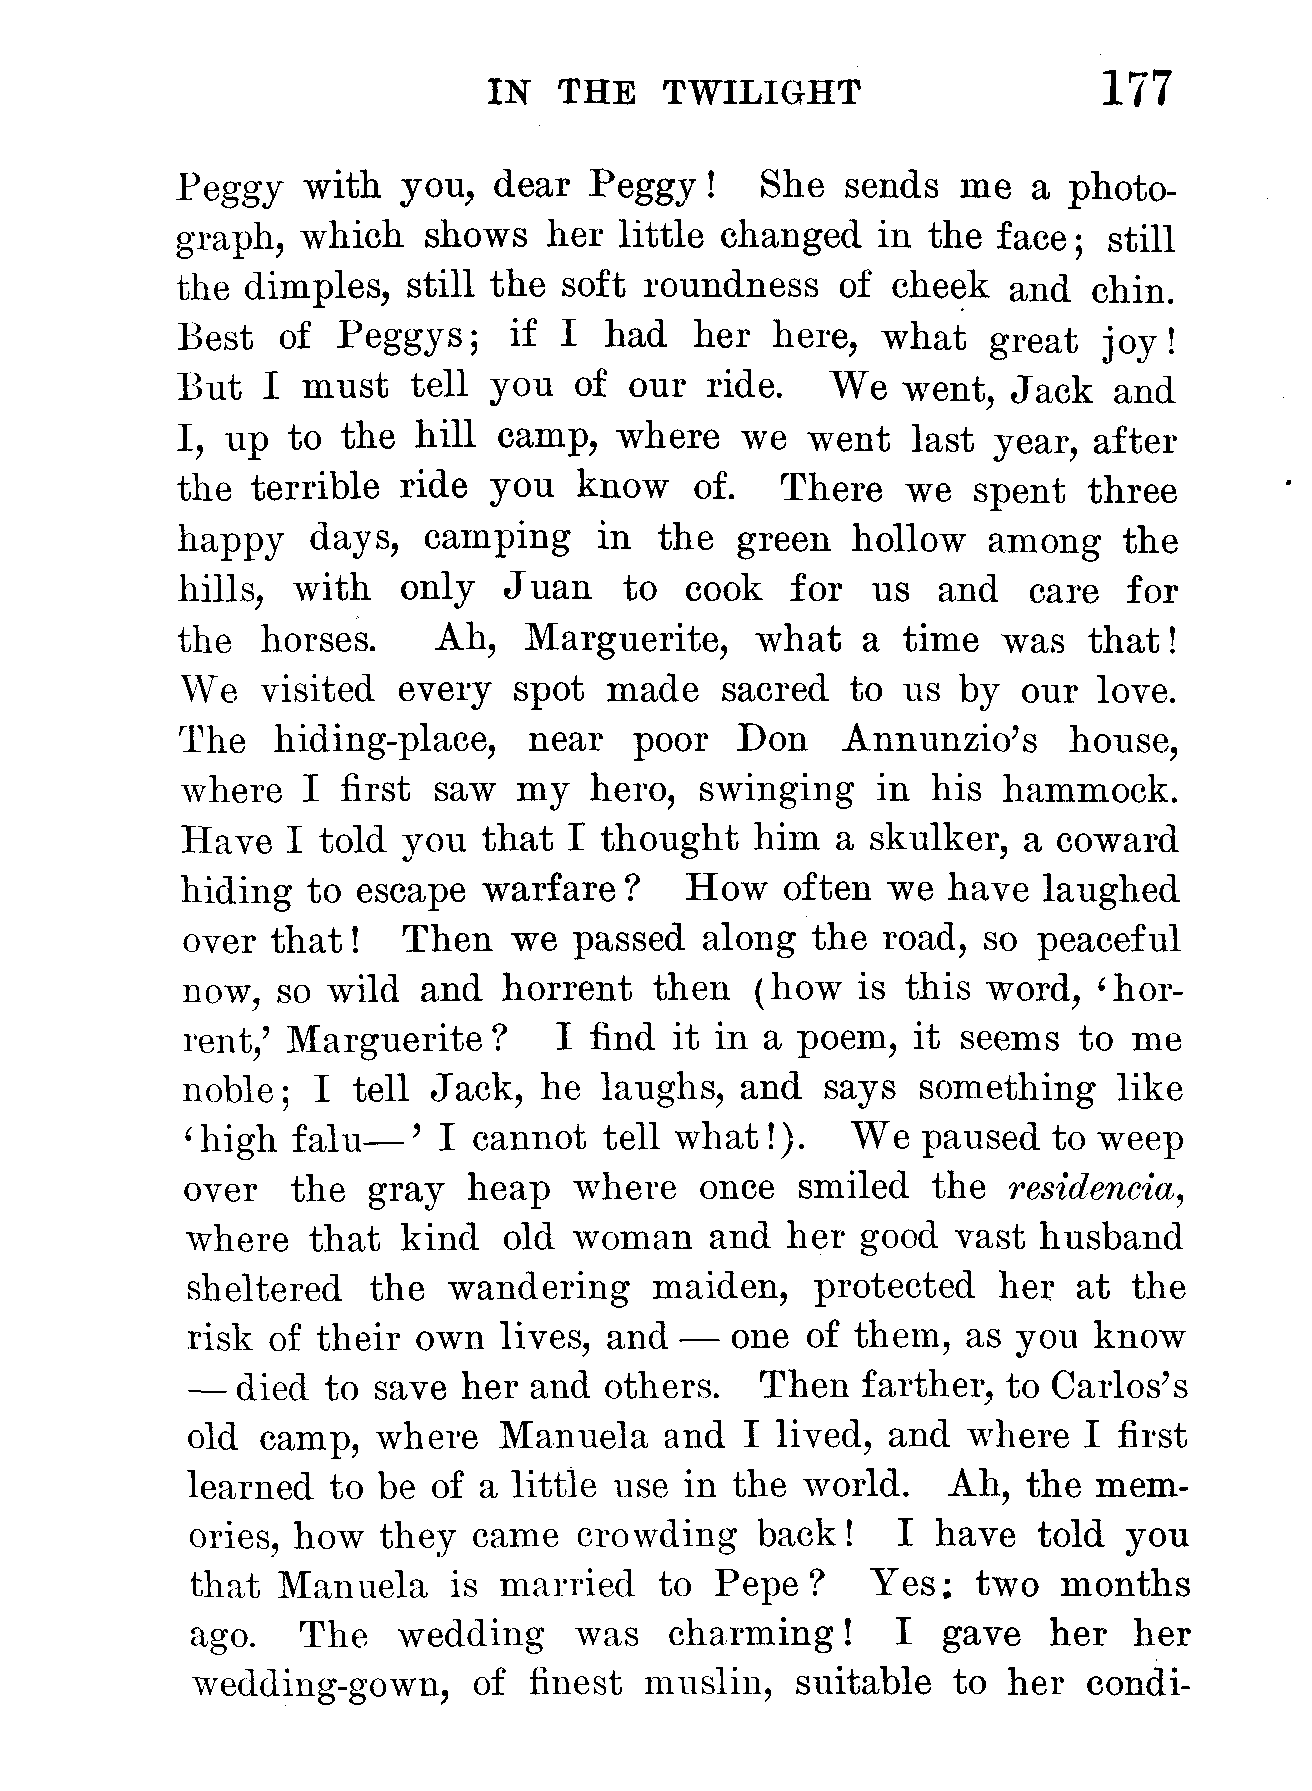 IN THE TWILIGHT 177
Peggy with you, dear Peggy! She sends me a photo-
graph, which shows her little changed in the face; still
the dimples, still the soft roundness of cheek and chin.
Best of Peggys; if I had her here, what great joy!
But I must tell you of our ride. We went, Jack and
I, up to the hill camp, where we went last year, after
the terrible ride you know of. There we spent three
happy days, camping in the green hollow among the
hills, with only Juan to cook for us and care for
the horses. Ah, Marguerite, what a time was that!
We visited every spot made sacred to us by our love.
The hiding-place, near poor Don Annunzio's house,
where I first saw my hero, swinging in his hammock.
Have I told you that I thought him a skulker, a coward
hiding to escape warfare? How often we have laughed
over that! Then we passed along the road, so peaceful
now, so wild and horrent then (how is this word, ‘hor-
rent,’ Marguerite? I find it in a poem, it seems to me
noble; I tell Jack, he laughs, and says something like
‘high falu—’ I cannot tell what!). We paused to weep
over the gray heap where once smiled the residencia,
where that kind old woman and her good vast husband
sheltered the wandering maiden, protected her at the
risk of their own lives, and — one of them, as you know
— died to save her and others. Then farther, to Carlos's
old camp, where Manuela and I lived, and where I first
learned to be of a little use in the world. Ah, the mem-
ories, how they came crowding back! I have told you
that Manuela is married to Pepe? Yes; two months
ago. The wedding was charming! I gave her her
wedding-gown, of finest muslin, suitable to her condi-